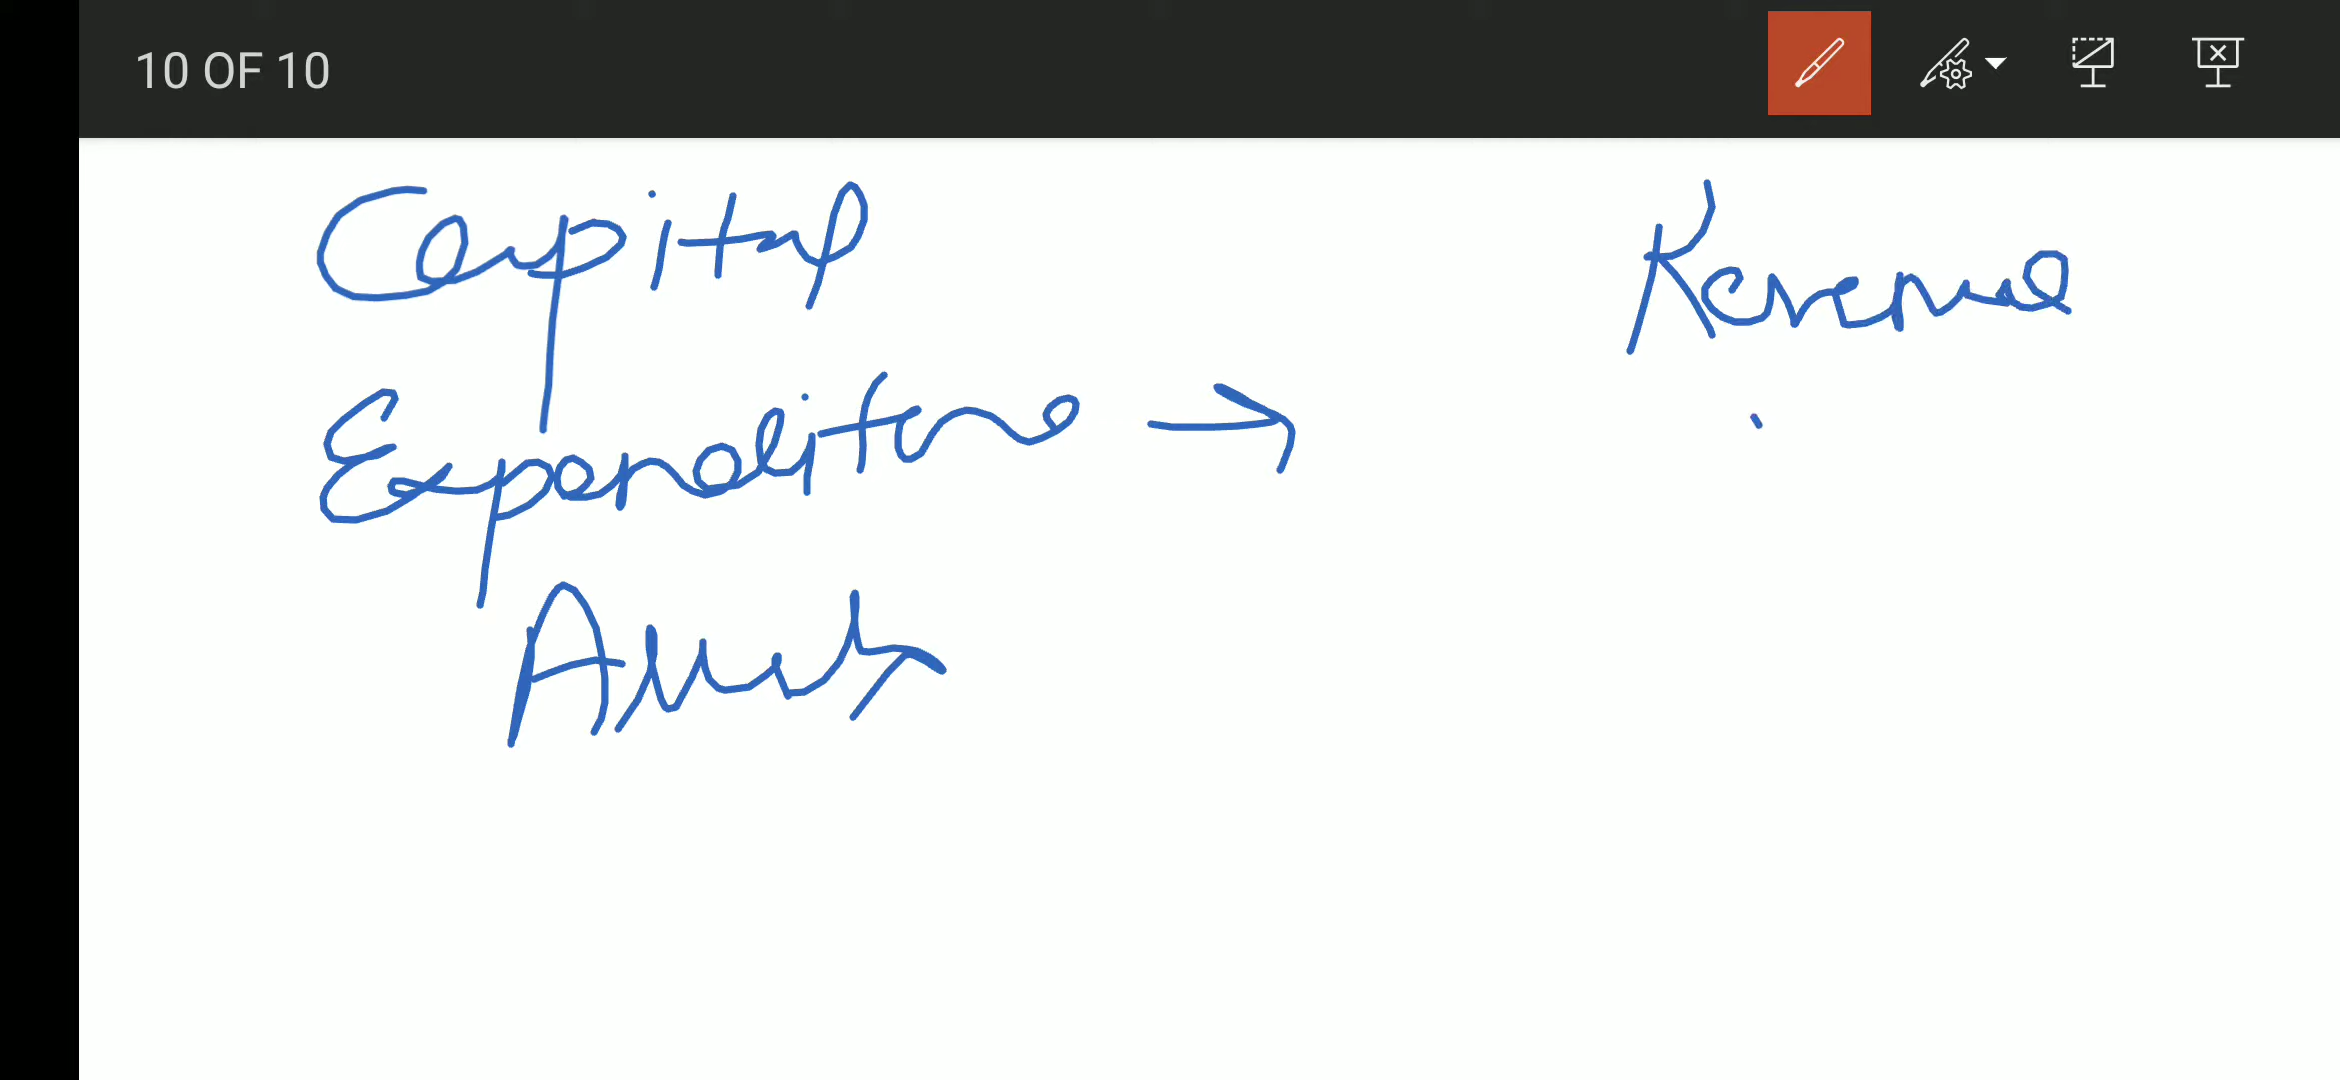 10 OF 10
Capital
Revenue
Expenditure →
Assets